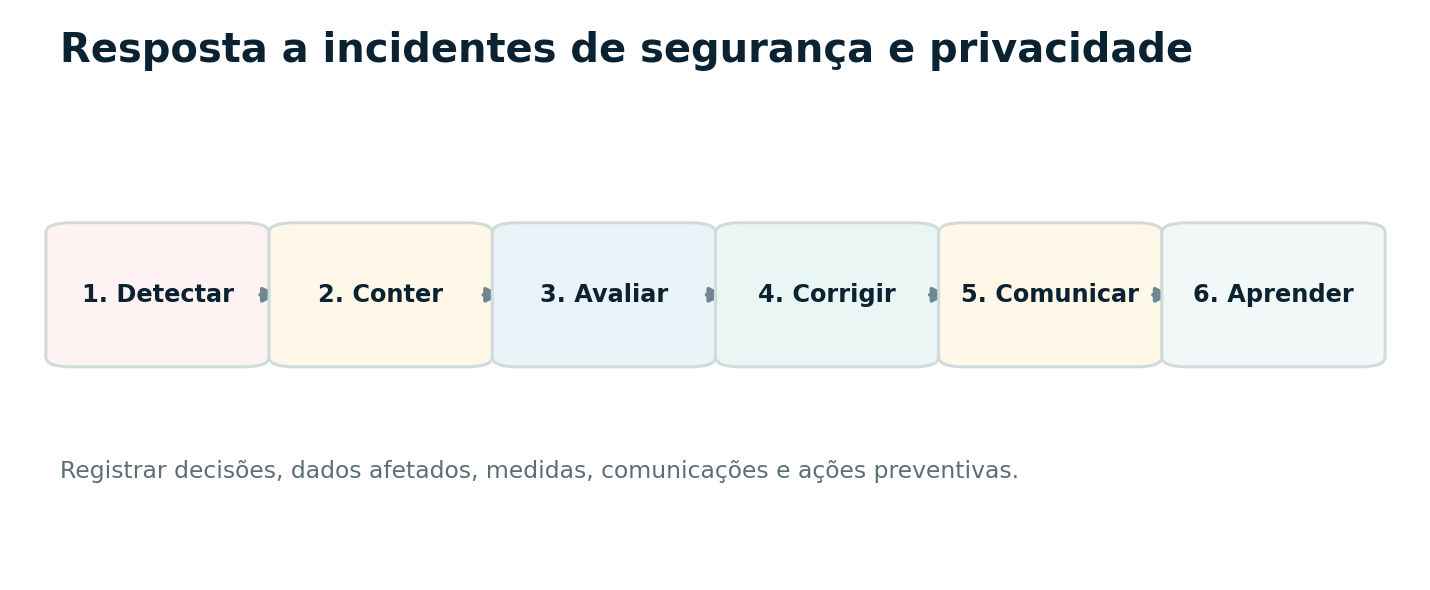 Resposta a incidentes de segurança e privacidade
1. Detectar
2. Conter
3. Avaliar
4. Corrigir
5. Comunicar
6. Aprender
Registrar decisões, dados afetados, medidas, comunicações e ações preventivas.